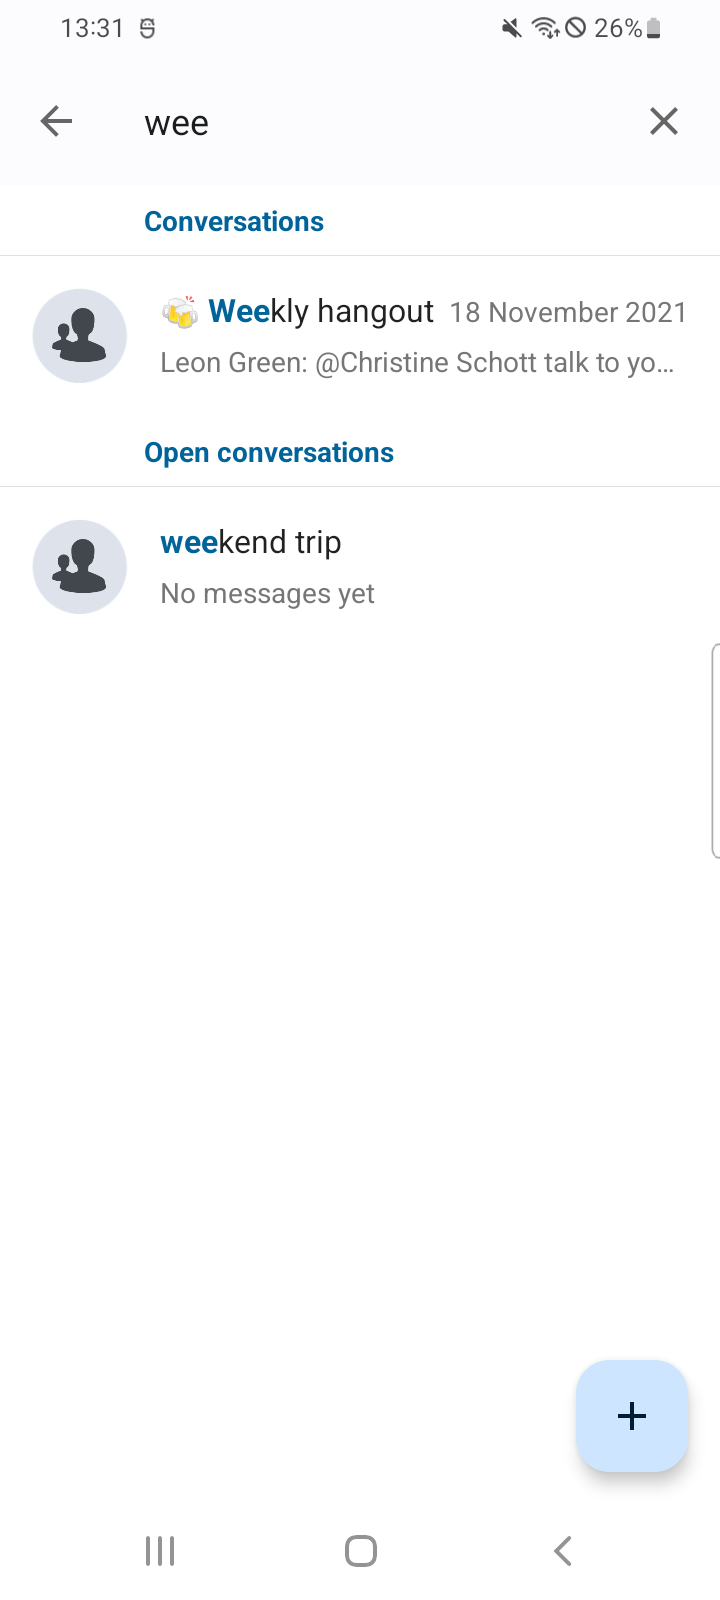 13:31 26%
wee
Conversations
🍻 Weekly hangout 18 November 2021
Leon Green: @Christine Schott talk to yo...
Open conversations
weekend trip
No messages yet